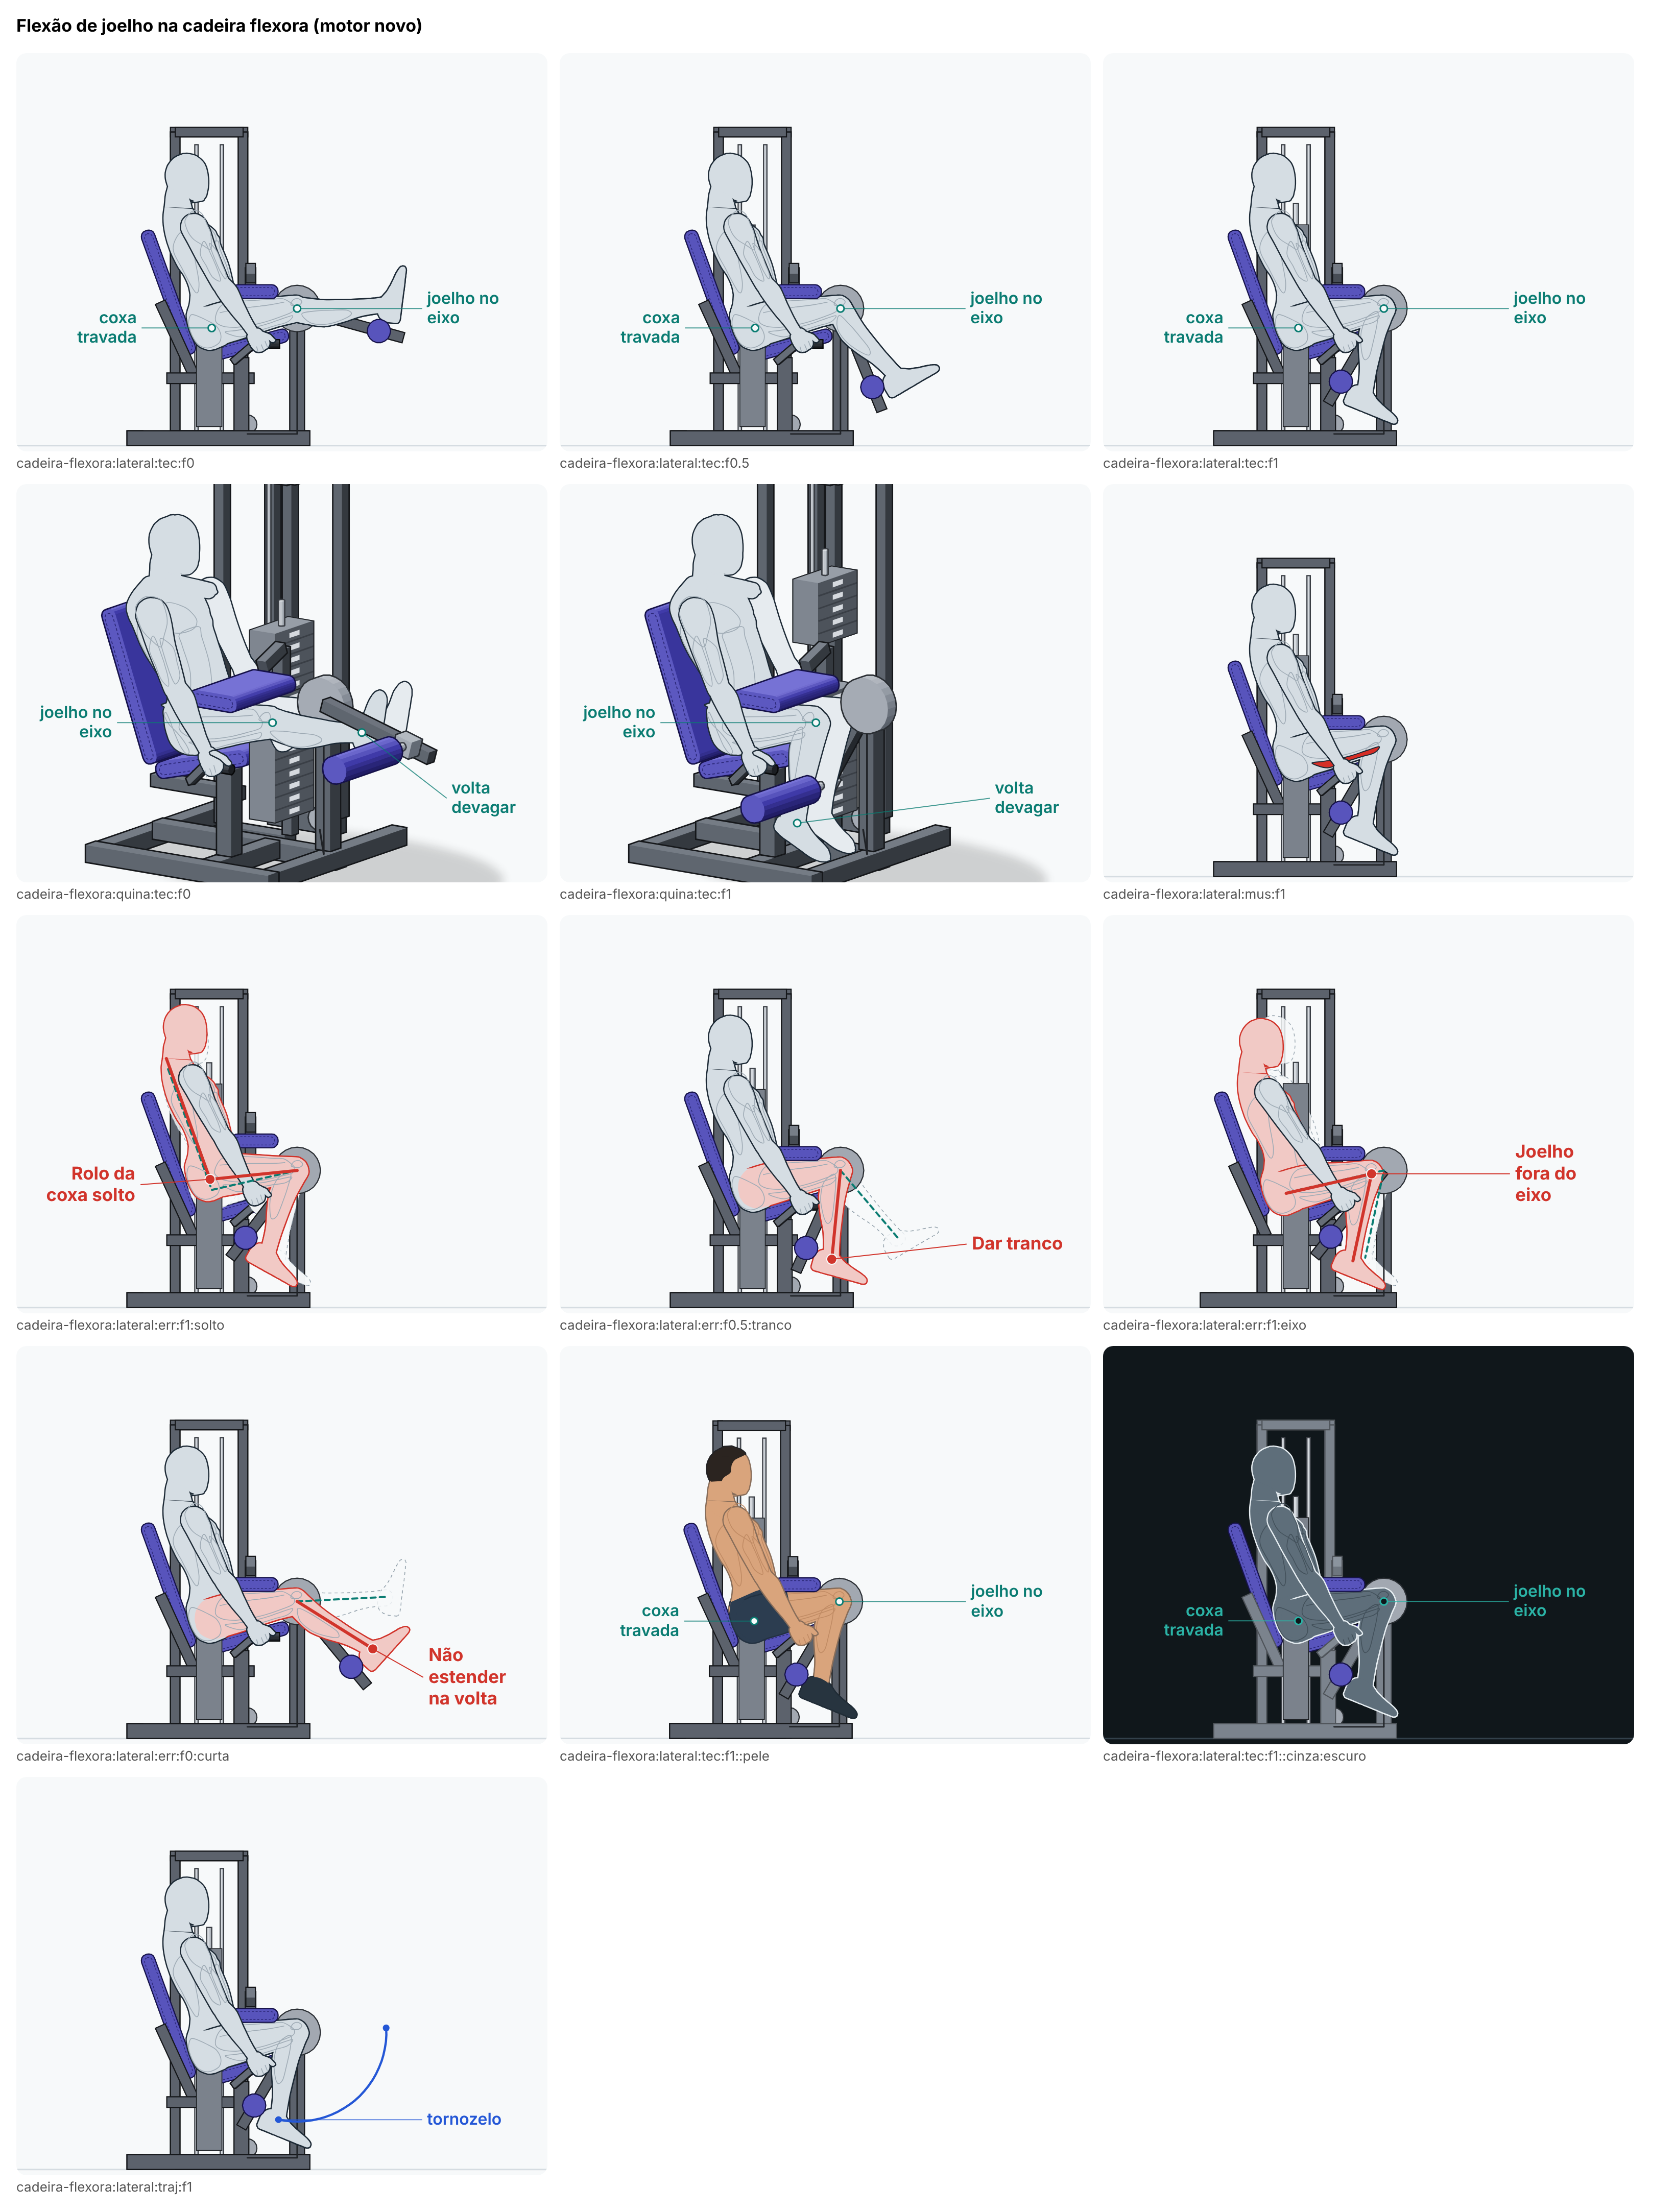 Flexão de joelho na cadeira flexora (motor novo)
coxa
travada
joelho no
eixo
cadeira-flexora:lateral:tec:f0
coxa
travada
joelho no
eixo
cadeira-flexora:lateral:tec:f0.5
coxa
travada
joelho no
eixo
cadeira-flexora:lateral:tec:f1
joelho no
eixo
volta
devagar
cadeira-flexora:quina:tec:f0
joelho no
eixo
volta
devagar
cadeira-flexora:quina:tec:f1
cadeira-flexora:lateral:mus:f1
Rolo da
coxa solto
cadeira-flexora:lateral:err:f1:solto
Dar tranco
cadeira-flexora:lateral:err:f0.5:tranco
Joelho
fora do
eixo
cadeira-flexora:lateral:err:f1:eixo
Não
estender
na volta
cadeira-flexora:lateral:err:f0:curta
coxa
travada
joelho no
eixo
cadeira-flexora:lateral:tec:f1::pele
coxa
travada
joelho no
eixo
cadeira-flexora:lateral:tec:f1::cinza:escuro
tornozelo
cadeira-flexora:lateral:traj:f1